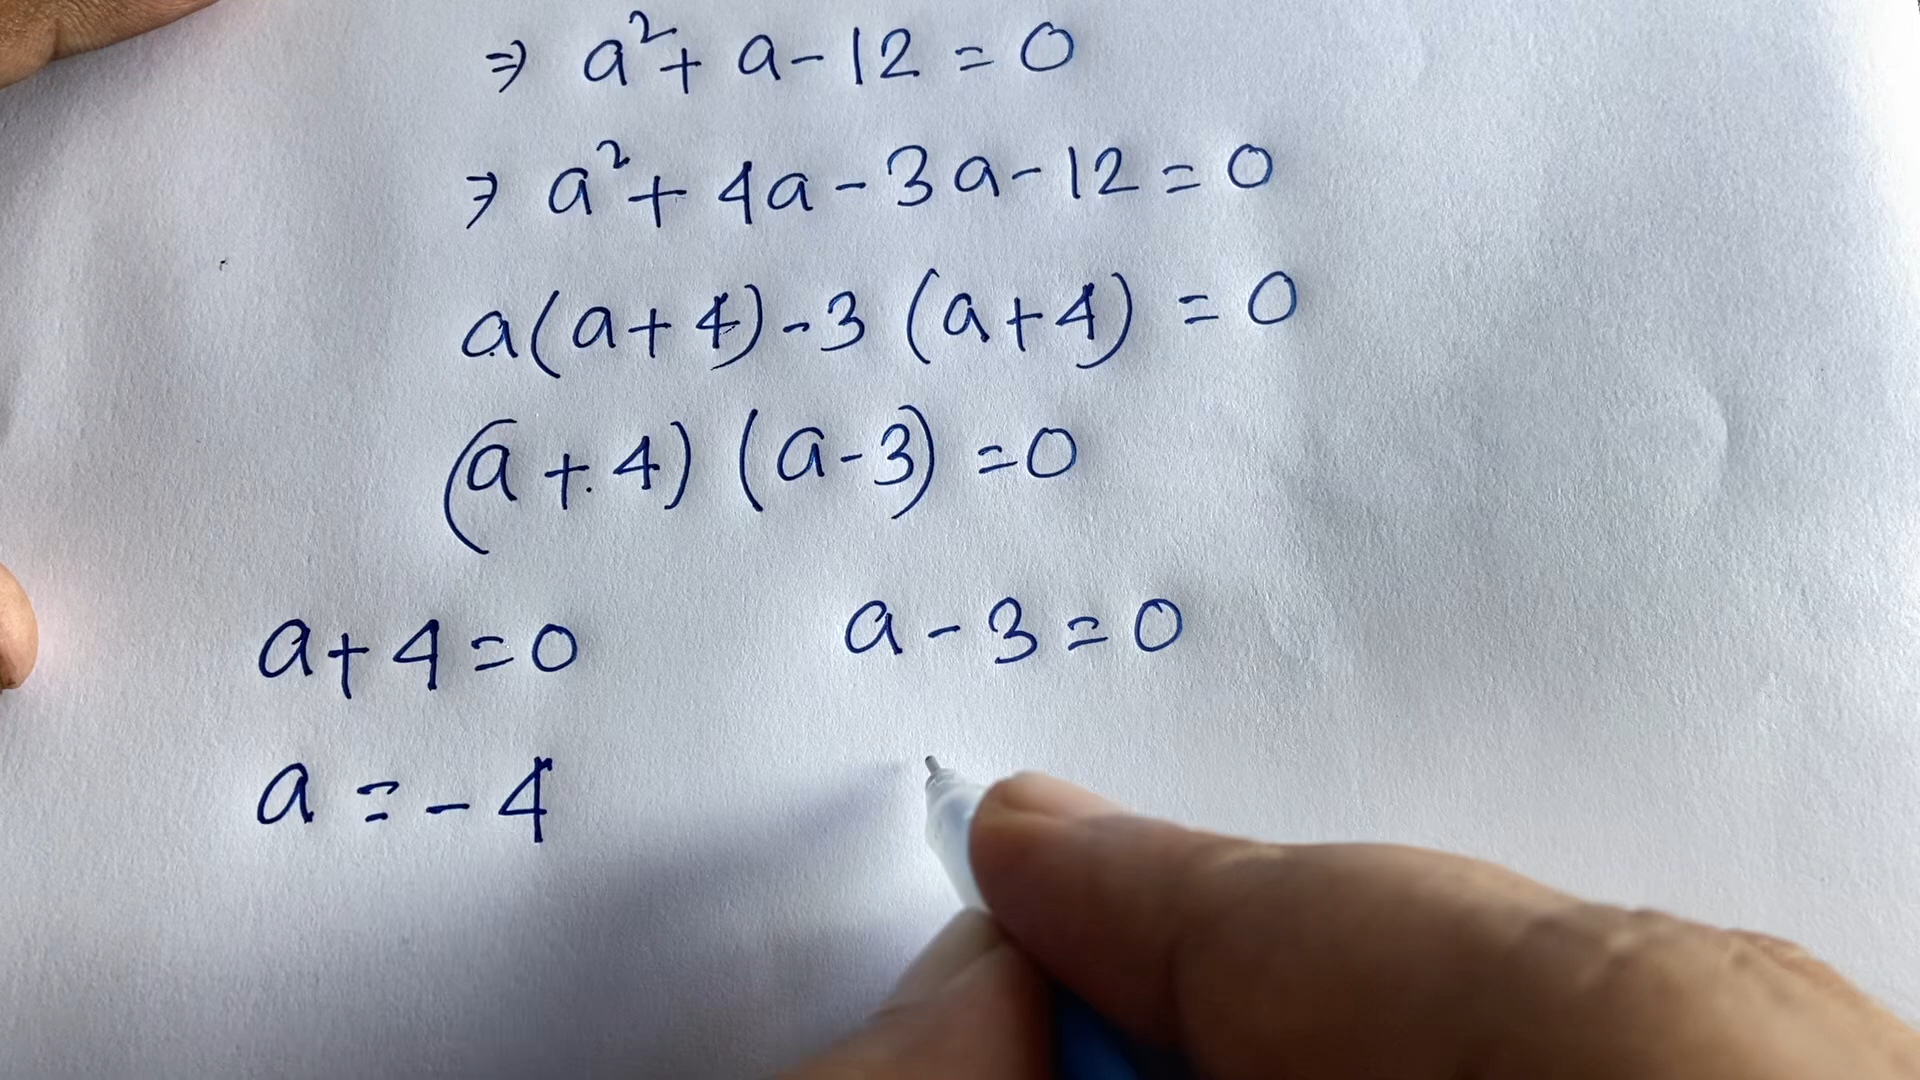 ⇒ a²+ a-12=0
⇒ a²+ 4a-3a-12=0
a(a+4)-3(a+4)=0
(a+4)(a-3)=0
a+4=0 a-3=0
a=-4